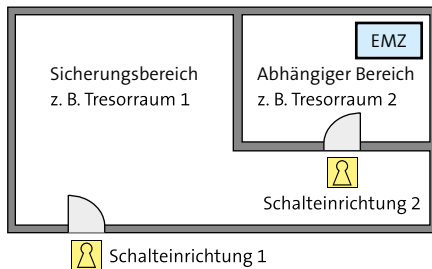 EMZ
Sicherungsbereich
z. B. Tresorraum 1
Abhängiger Bereich
z. B. Tresorraum 2
Schalteinrichtung 2
Schalteinrichtung 1